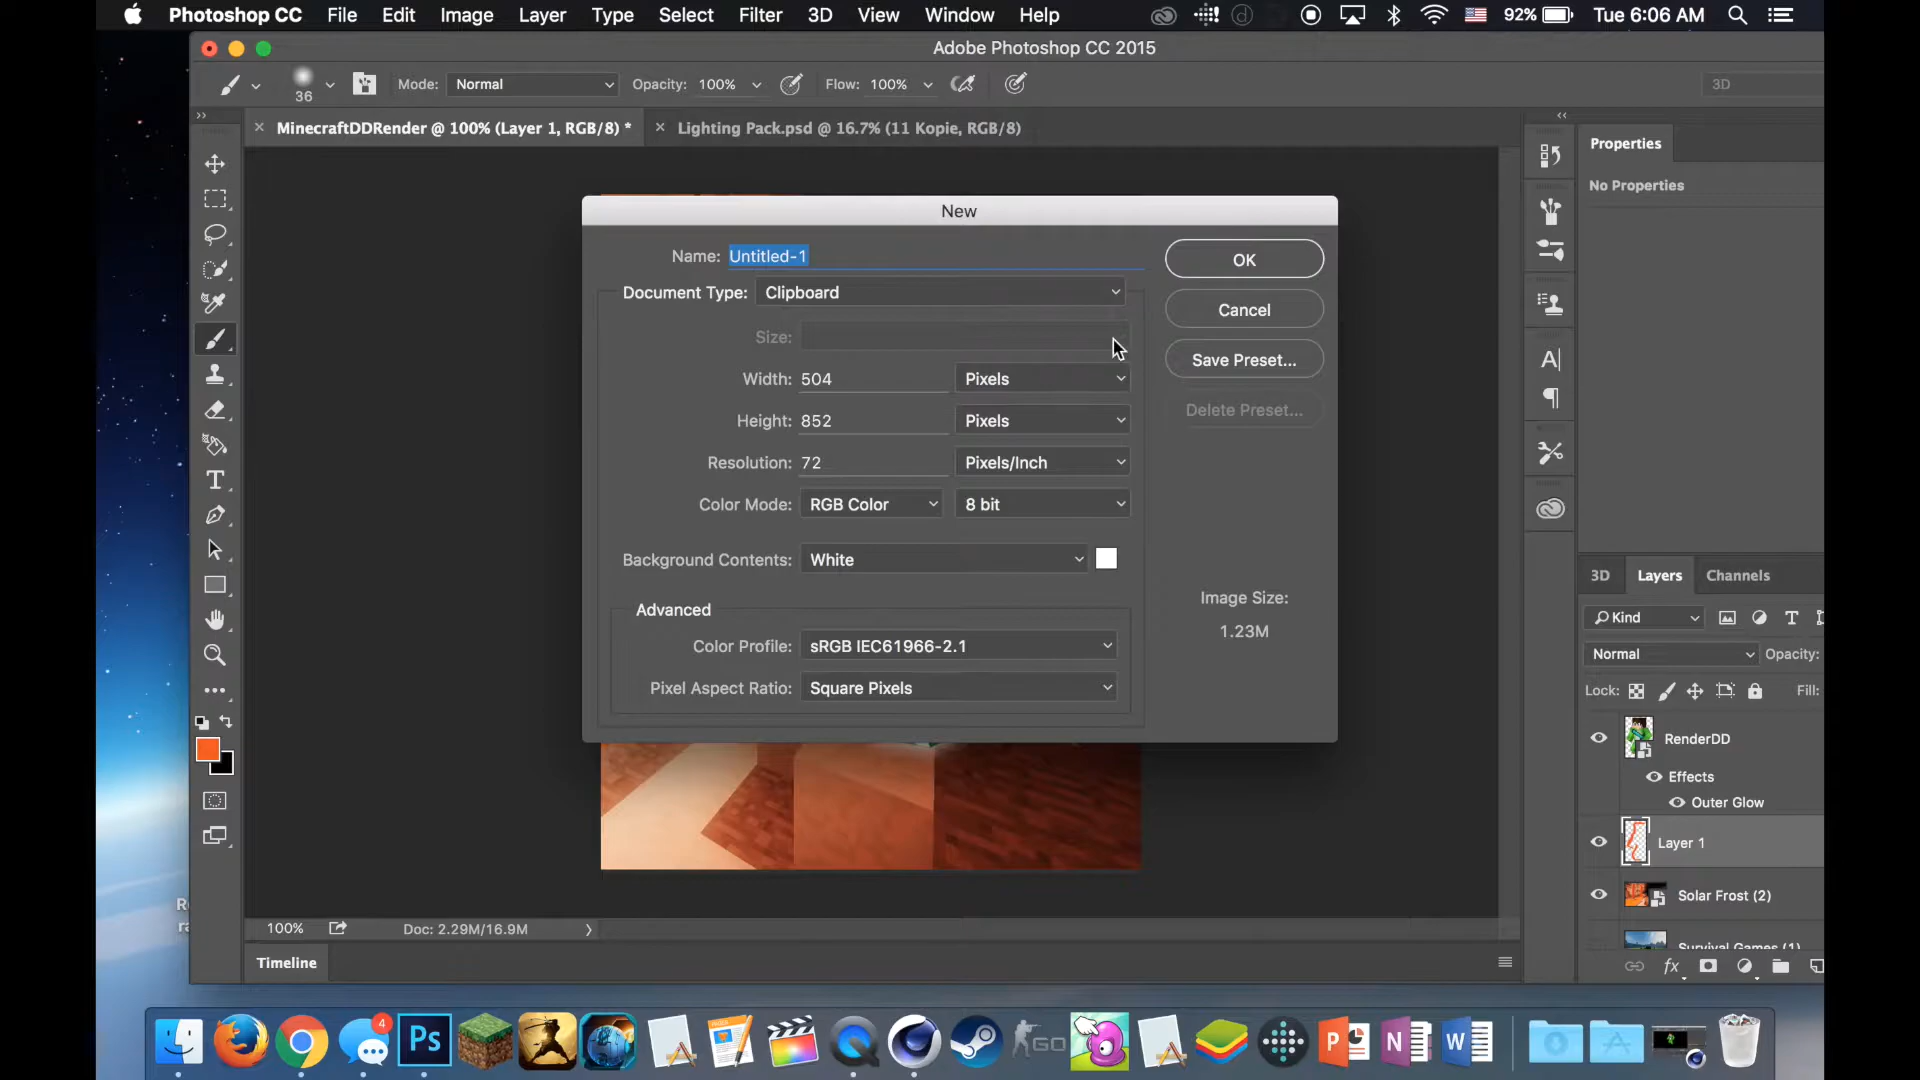 Photoshop CC File Edit Image Layer Type Select Filter 3D View Window Help 92% Tue 6:06 AM
Adobe Photoshop CC 2015
36 Mode: Normal Opacity: 100% Flow: 100% 3D
MinecraftDDRender @ 100% (Layer 1, RGB/8) * Lighting Pack.psd @ 16.7% (11 Kopie, RGB/8)
Properties
No Properties
New
Name: Untitled-1
OK
Document Type: Clipboard
Cancel
Size:
Save Preset...
Width: 504 Pixels
Delete Preset...
Height: 852 Pixels
Resolution: 72 Pixels/Inch
Color Mode: RGB Color 8 bit
Background Contents: White
Image Size:
1.23M
Advanced
Color Profile: sRGB IEC61966-2.1
Pixel Aspect Ratio: Square Pixels
3D Layers Channels
Kind
Normal Opacity:
Lock: Fill:
RenderDD
Effects
Outer Glow
Layer 1
Solar Frost (2)
Survival Games (1)
100% Doc: 2.29M/16.9M
Timeline
4
Ps
GO
P N W